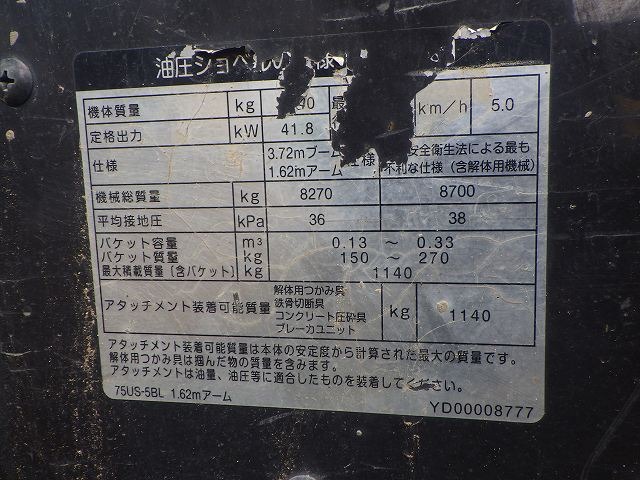 油圧ショベルの 様
機体質量 kg 40 最 km/h 5.0
定格出力 kW 41.8
仕様 3.72mブーム 1.62mアーム 仕様 安全衛生法による最も不利な仕様(含解体用機械)
機械総質量 kg 8270 8700
平均接地圧 kPa 36 38
バケット容量 m³ 0.13 ~ 0.33
バケット質量 kg 150 ~ 270
最大積載質量(含バケット) kg 1140
アタッチメント装着可能質量 解体用つかみ具 鉄骨切断具 コンクリート圧砕具 ブレーカユニット kg 1140
アタッチメント装着可能質量は本体の安定度から計算された最大の質量です。
解体用つかみ具は掴んだ物の質量を含みます。
アタッチメントは油量、油圧等に適合したものを装着してください。
75US-5BL 1.62mアーム YD00008777